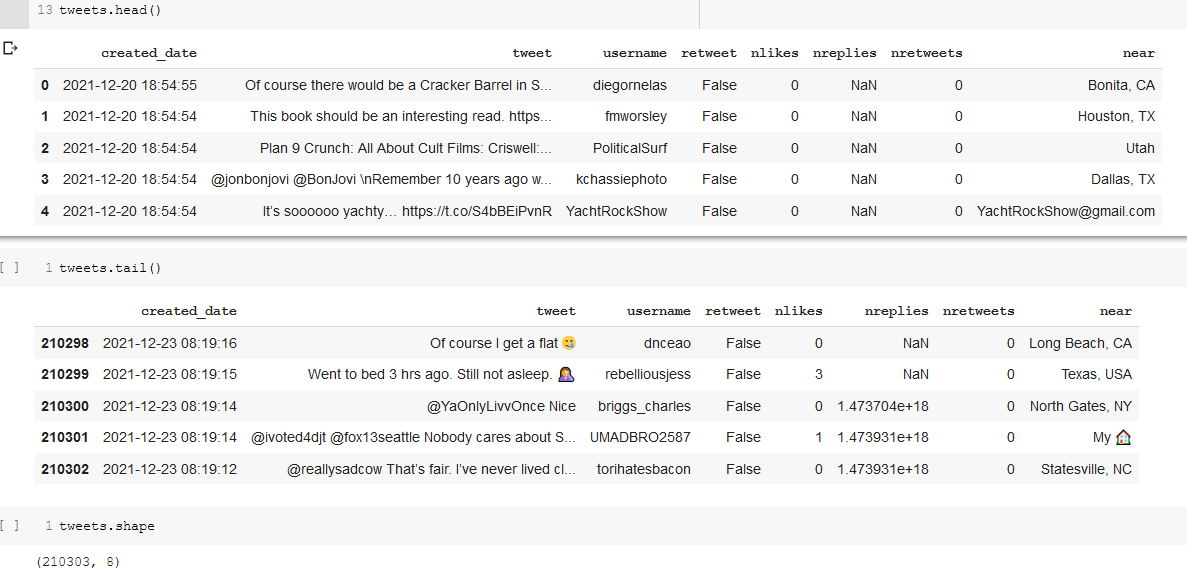 13 tweets.head()
created_date tweet username retweet nlikes nreplies nretweets near
0 2021-12-20 18:54:55 Of course there would be a Cracker Barrel in S... diegornelas False 0 NaN 0 Bonita, CA
1 2021-12-20 18:54:54 This book should be an interesting read. https... fmworsley False 0 NaN 0 Houston, TX
2 2021-12-20 18:54:54 Plan 9 Crunch: All About Cult Films: Criswell:... PoliticalSurf False 0 NaN 0 Utah
3 2021-12-20 18:54:54 @jonbonjovi @BonJovi \nRemember 10 years ago w... kchassiephoto False 0 NaN 0 Dallas, TX
4 2021-12-20 18:54:54 It’s soooooo yachty… https://t.co/S4bBEiPvnR YachtRockShow False 0 NaN 0 YachtRockShow@gmail.com
[ ] 1 tweets.tail()
created_date tweet username retweet nlikes nreplies nretweets near
210298 2021-12-23 08:19:16 Of course I get a flat 🥲 dnceao False 0 NaN 0 Long Beach, CA
210299 2021-12-23 08:19:15 Went to bed 3 hrs ago. Still not asleep. 🤦‍♀️ rebelliousjess False 3 NaN 0 Texas, USA
210300 2021-12-23 08:19:14 @YaOnlyLivvOnce Nice briggs_charles False 0 1.473704e+18 0 North Gates, NY
210301 2021-12-23 08:19:14 @ivoted4djt @fox13seattle Nobody cares about S... UMADBRO2587 False 1 1.473931e+18 0 My 🏠
210302 2021-12-23 08:19:12 @reallysadcow That’s fair. I’ve never lived cl... torihatesbacon False 0 1.473931e+18 0 Statesville, NC
[ ] 1 tweets.shape
(210303, 8)